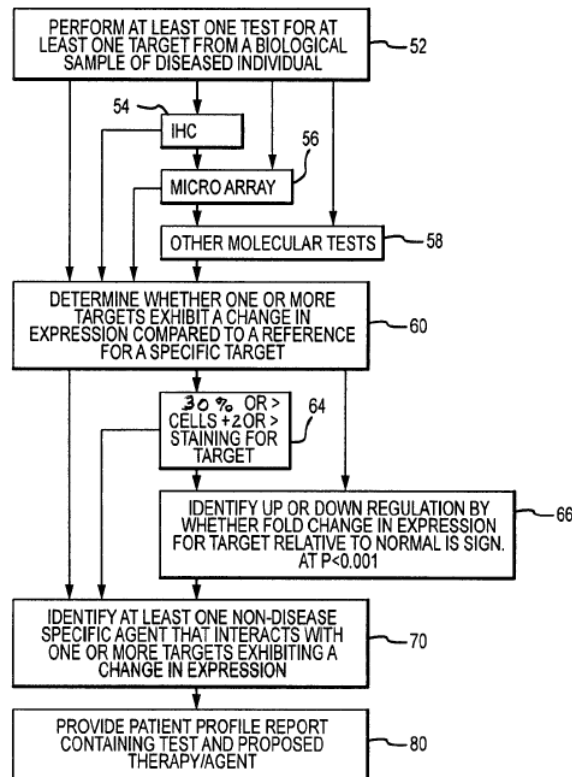 PERFORM AT LEAST ONE TEST FOR AT
LEAST ONE TARGET FROM A BIOLOGICAL
SAMPLE OF DISEASED INDIVIDUAL
52
54
IHC
56
MICRO ARRAY
OTHER MOLECULAR TESTS
58
DETERMINE WHETHER ONE OR MORE
TARGETS EXHIBIT A CHANGE IN
EXPRESSION COMPARED TO A REFERENCE
FOR A SPECIFIC TARGET
60
30% OR >
CELLS +2 OR >
STAINING FOR
TARGET
64
IDENTIFY UP OR DOWN REGULATION BY
WHETHER FOLD CHANGE IN EXPRESSION
FOR TARGET RELATIVE TO NORMAL IS SIGN.
AT P<0.001
66
IDENTIFY AT LEAST ONE NON-DISEASE
SPECIFIC AGENT THAT INTERACTS WITH
ONE OR MORE TARGETS EXHIBITING A
CHANGE IN EXPRESSION
70
PROVIDE PATIENT PROFILE REPORT
CONTAINING TEST AND PROPOSED
THERAPY/AGENT
80